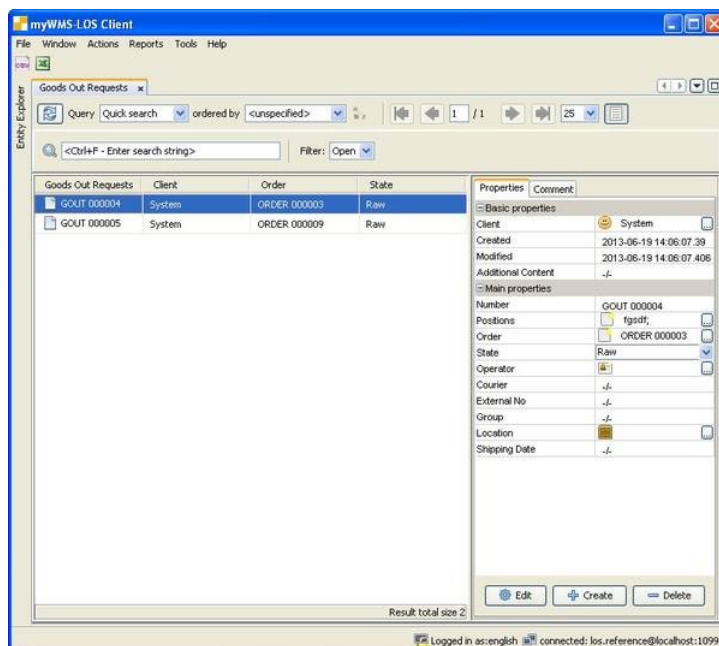 myWMS-LOS Client
File Window Actions Reports Tools Help
CSV
Entity Explorer
Goods Out Requests x
Query Quick search ordered by <unspecified> 1 / 1 25
<Ctrl+F - Enter search string> Filter: Open
Goods Out Requests Client Order State
GOUT 000004 System ORDER 000003 Raw
GOUT 000005 System ORDER 000009 Raw
Result total size 2
Properties Comment
Basic properties
Client System ...
Created 2013-06-19 14:06:07.39
Modified 2013-06-19 14:06:07.406
Additional Content -/-
Main properties
Number GOUT 000004
Positions fgsdf; ...
Order ORDER 000003 ...
State Raw
Operator ...
Courier -/-
External No -/-
Group -/-
Location ...
Shipping Date -/-
Edit Create Delete
Logged in as:english connected: los.reference@localhost:1099